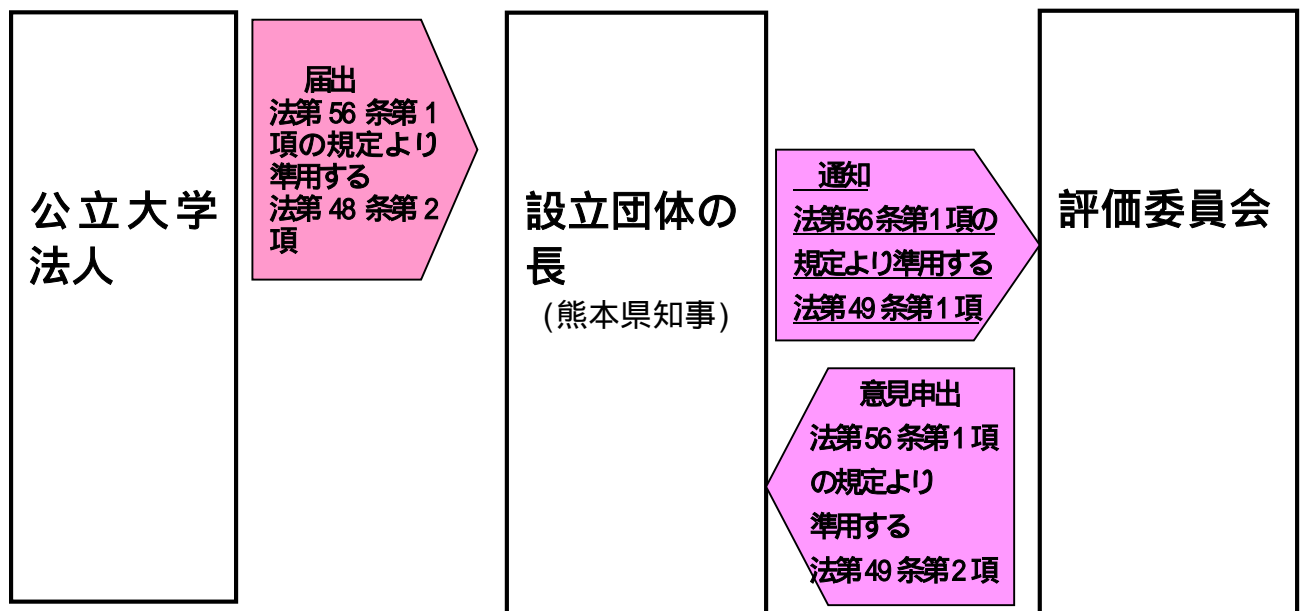 公立大学
法人
届出
法第 56 条第 1
項の規定より
準用する
法第 48 条第 2
項
設立団体の
長
(熊本県知事)
通知
法第56条第1項の
規定より準用する
法第49条第1項
意見申出
法第56条第1項
の規定より
準用する
法第49条第2項
評価委員会